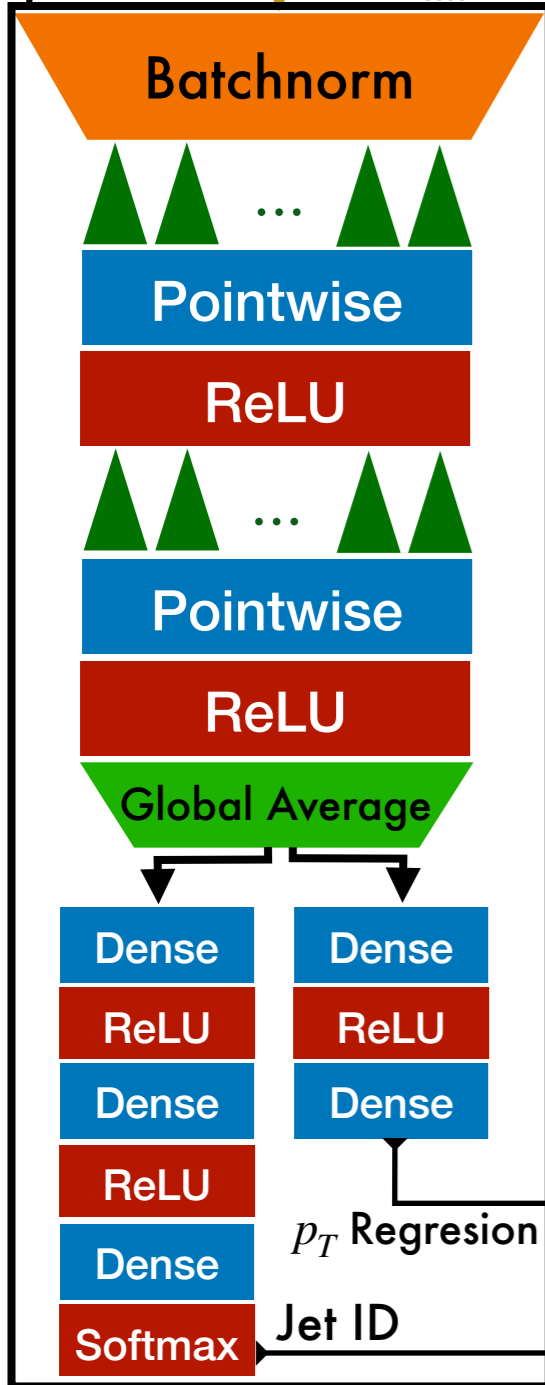 Batchnorm
...
Pointwise
ReLU
...
Pointwise
ReLU
Global Average
Dense Dense
ReLU ReLU
Dense Dense
ReLU
p_T Regresion
Dense
Jet ID
Softmax